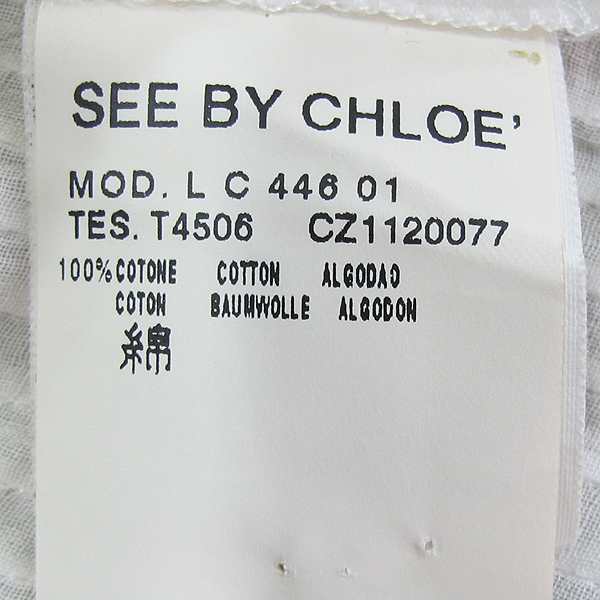 SEE BY CHLOE'
MOD. L C 446 01
TES. T4506 CZ1120077
100% COTONE COTTON ALGODAO
COTON BAUMWOLLE ALGODON
綿